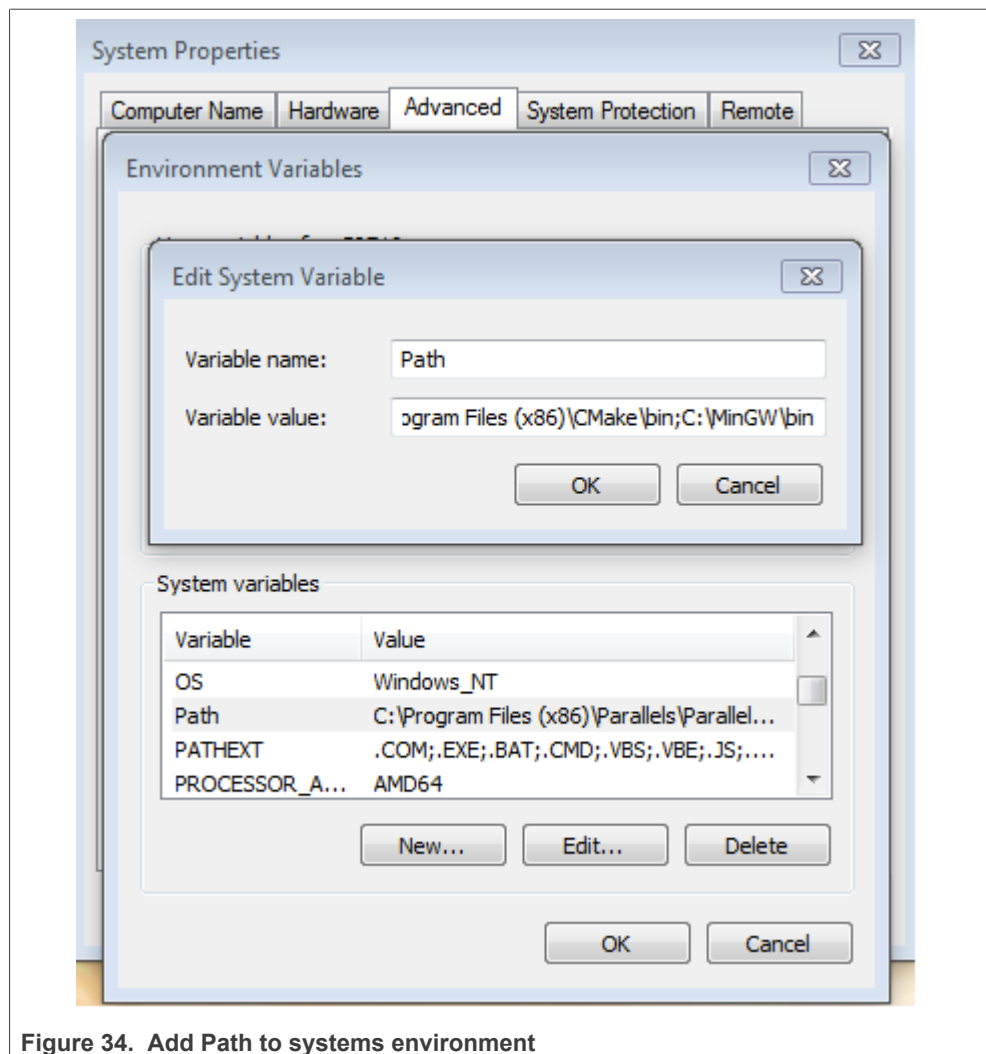 System Properties
Computer Name Hardware Advanced System Protection Remote
Environment Variables
Edit System Variable
Variable name: Path
Variable value: ogram Files (x86)\CMake\bin;C:\MinGW\bin
OK Cancel
System variables
Variable Value
OS Windows_NT
Path C:\Program Files (x86)\Parallels\Parallel...
PATHEXT .COM;.EXE;.BAT;.CMD;.VBS;.VBE;.JS;....
PROCESSOR_A... AMD64
New... Edit... Delete
OK Cancel
Figure 34. Add Path to systems environment